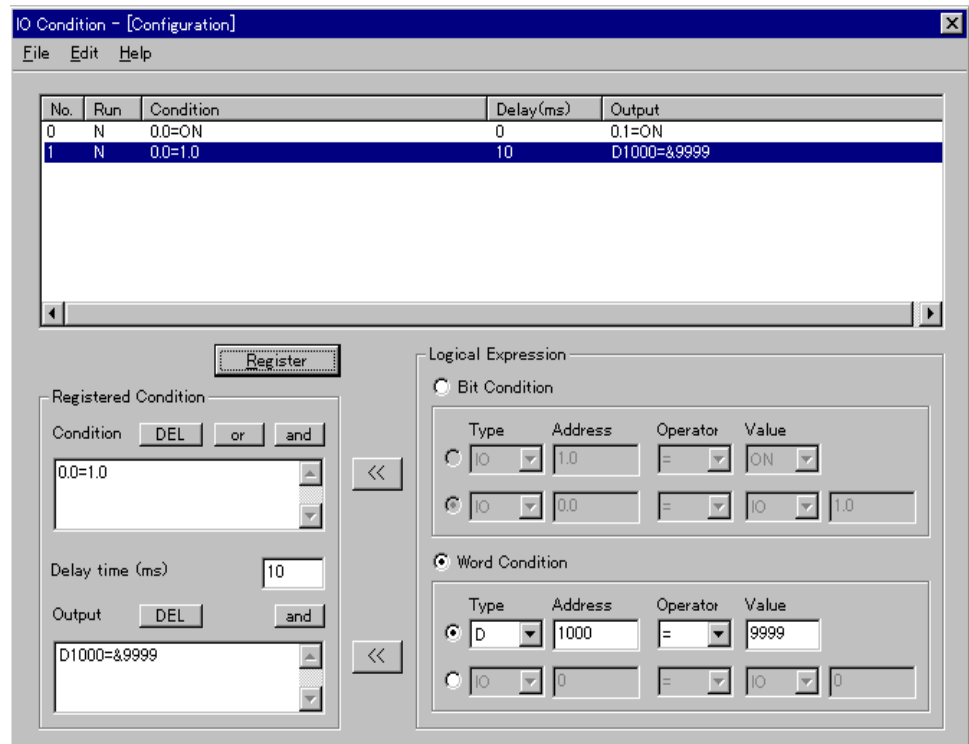 IO Condition - [Configuration]
File Edit Help
No. Run Condition Delay(ms) Output
0 N 0.0=ON 0 0.1=ON
1 N 0.0=1.0 10 D1000=&9999
Register
Registered Condition
Condition DEL or and
0.0=1.0
<<
Delay time (ms) 10
Output DEL and
D1000=&9999
<<
Logical Expression
Bit Condition
Type Address Operator Value
IO 1.0 = ON
IO 0.0 = IO 1.0
Word Condition
Type Address Operator Value
D 1000 = 9999
IO 0 = IO 0